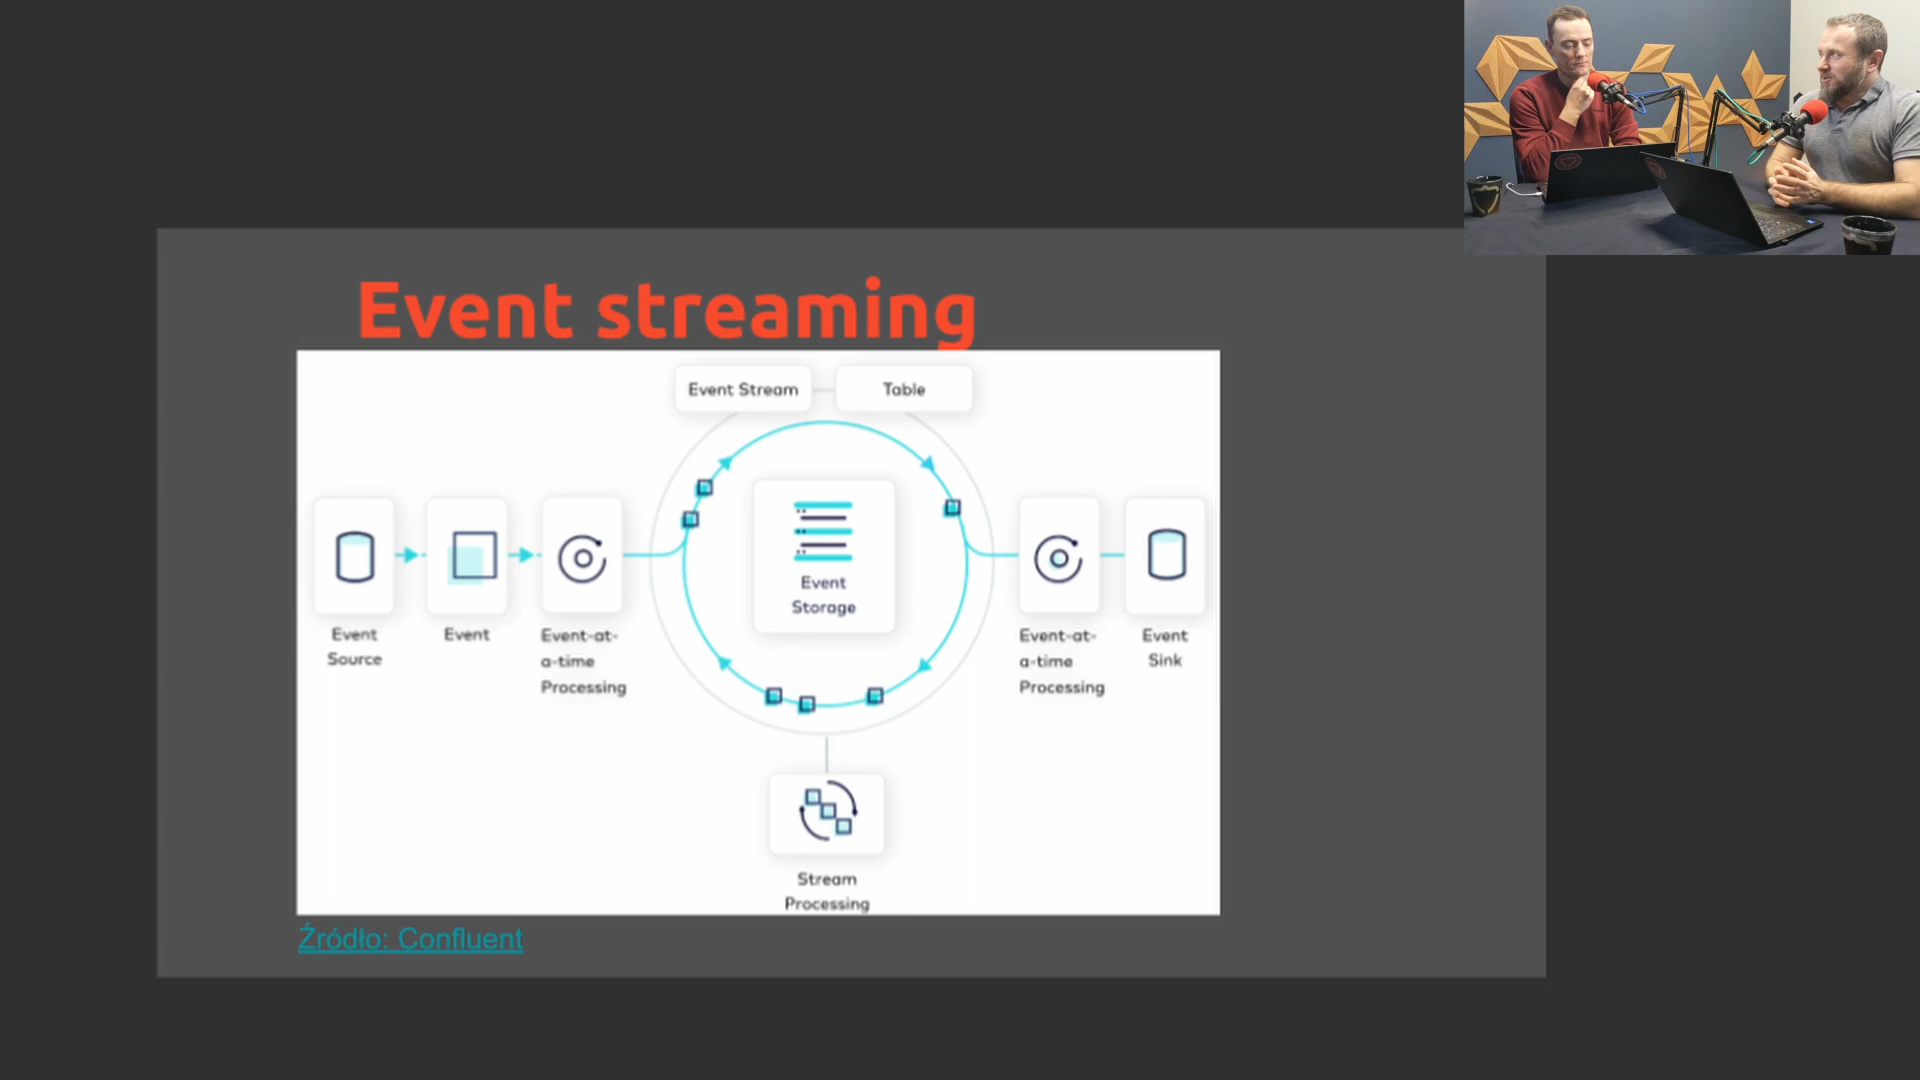 Event streaming
Event Stream
Table
Event
Storage
Event
Source
Event
Event-at-
a-time
Processing
Event-at-
a-time
Processing
Event
Sink
Stream
Processing
Źródło: Confluent